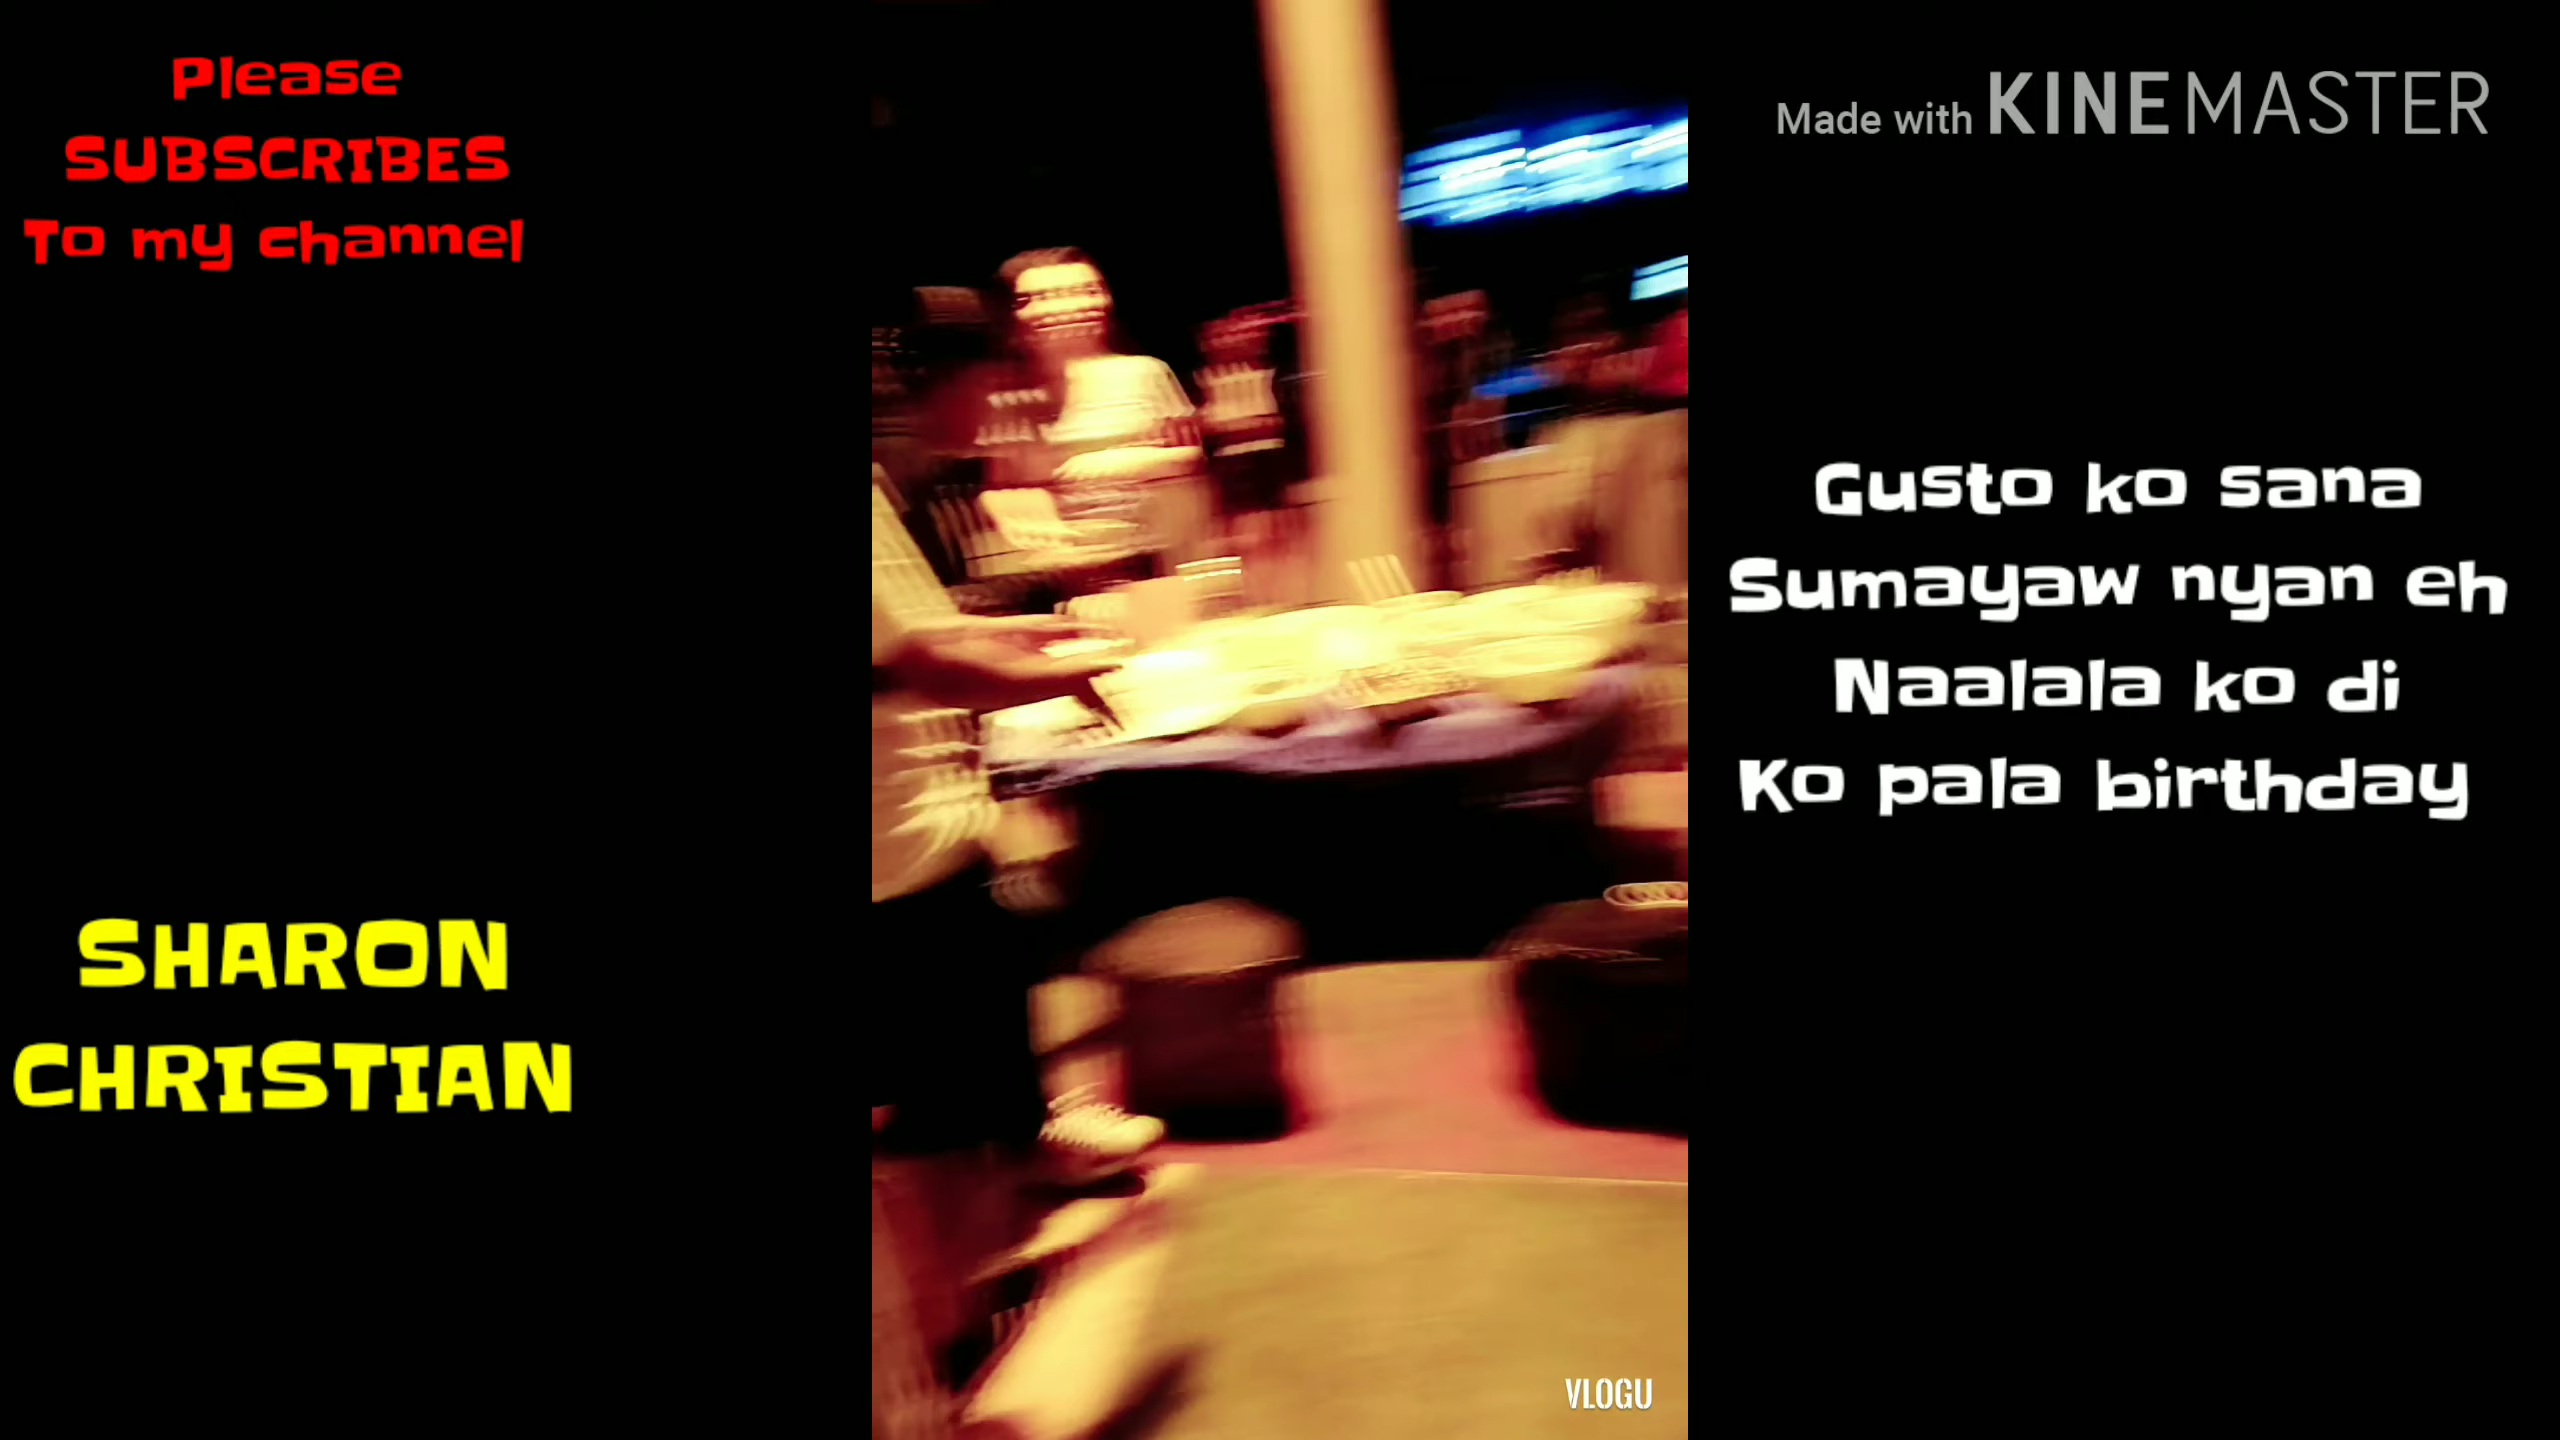 Please
SUBSCRIBES
To my channel
Made with KINEMASTER
Gusto ko sana
Sumayaw nyan eh
Naalala ko di
Ko pala birthday
SHARON
CHRISTIAN
VLOGU